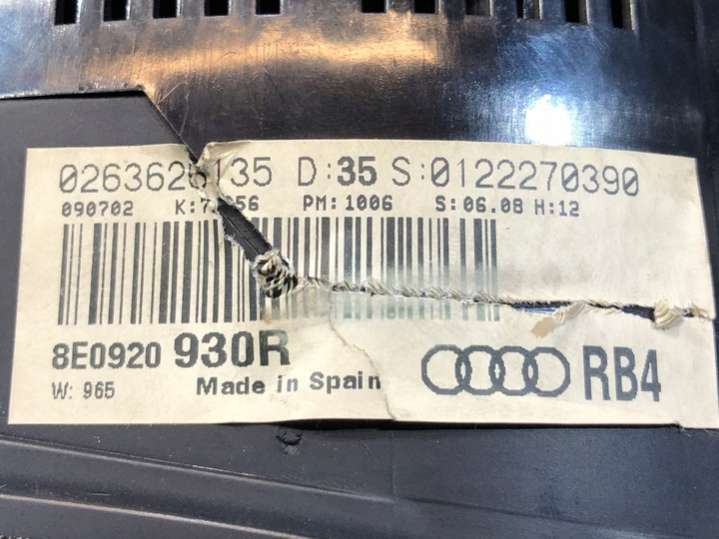 0263626135 D:35 S:0122270390
090702 PM:1006 S:06.08 H:12
8E0920 930R
W: 965 Made in Spain RB4